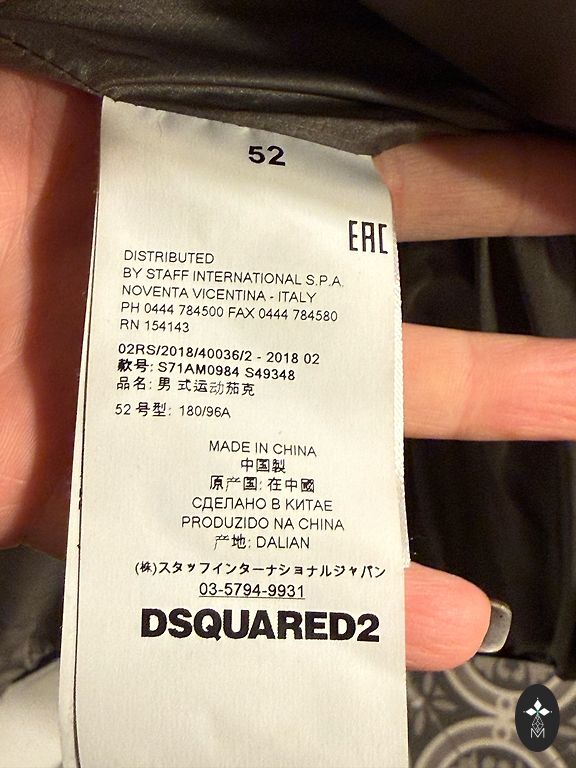 52
EAC
DISTRIBUTED
BY STAFF INTERNATIONAL S.P.A.
NOVENTA VICENTINA - ITALY
PH 0444 784500 FAX 0444 784580
RN 154143
02RS/2018/40036/2 - 2018 02
款号: S71AM0984 S49348
品名: 男 式运动茄克
52 号型: 180/96A
MADE IN CHINA
中国製
原产国: 在中國
СДЕЛАНО В КИТАЕ
PRODUZIDO NA CHINA
产地: DALIAN
(株)スタッフインターナショナルジャパン
03-5794-9931
DSQUARED2
M